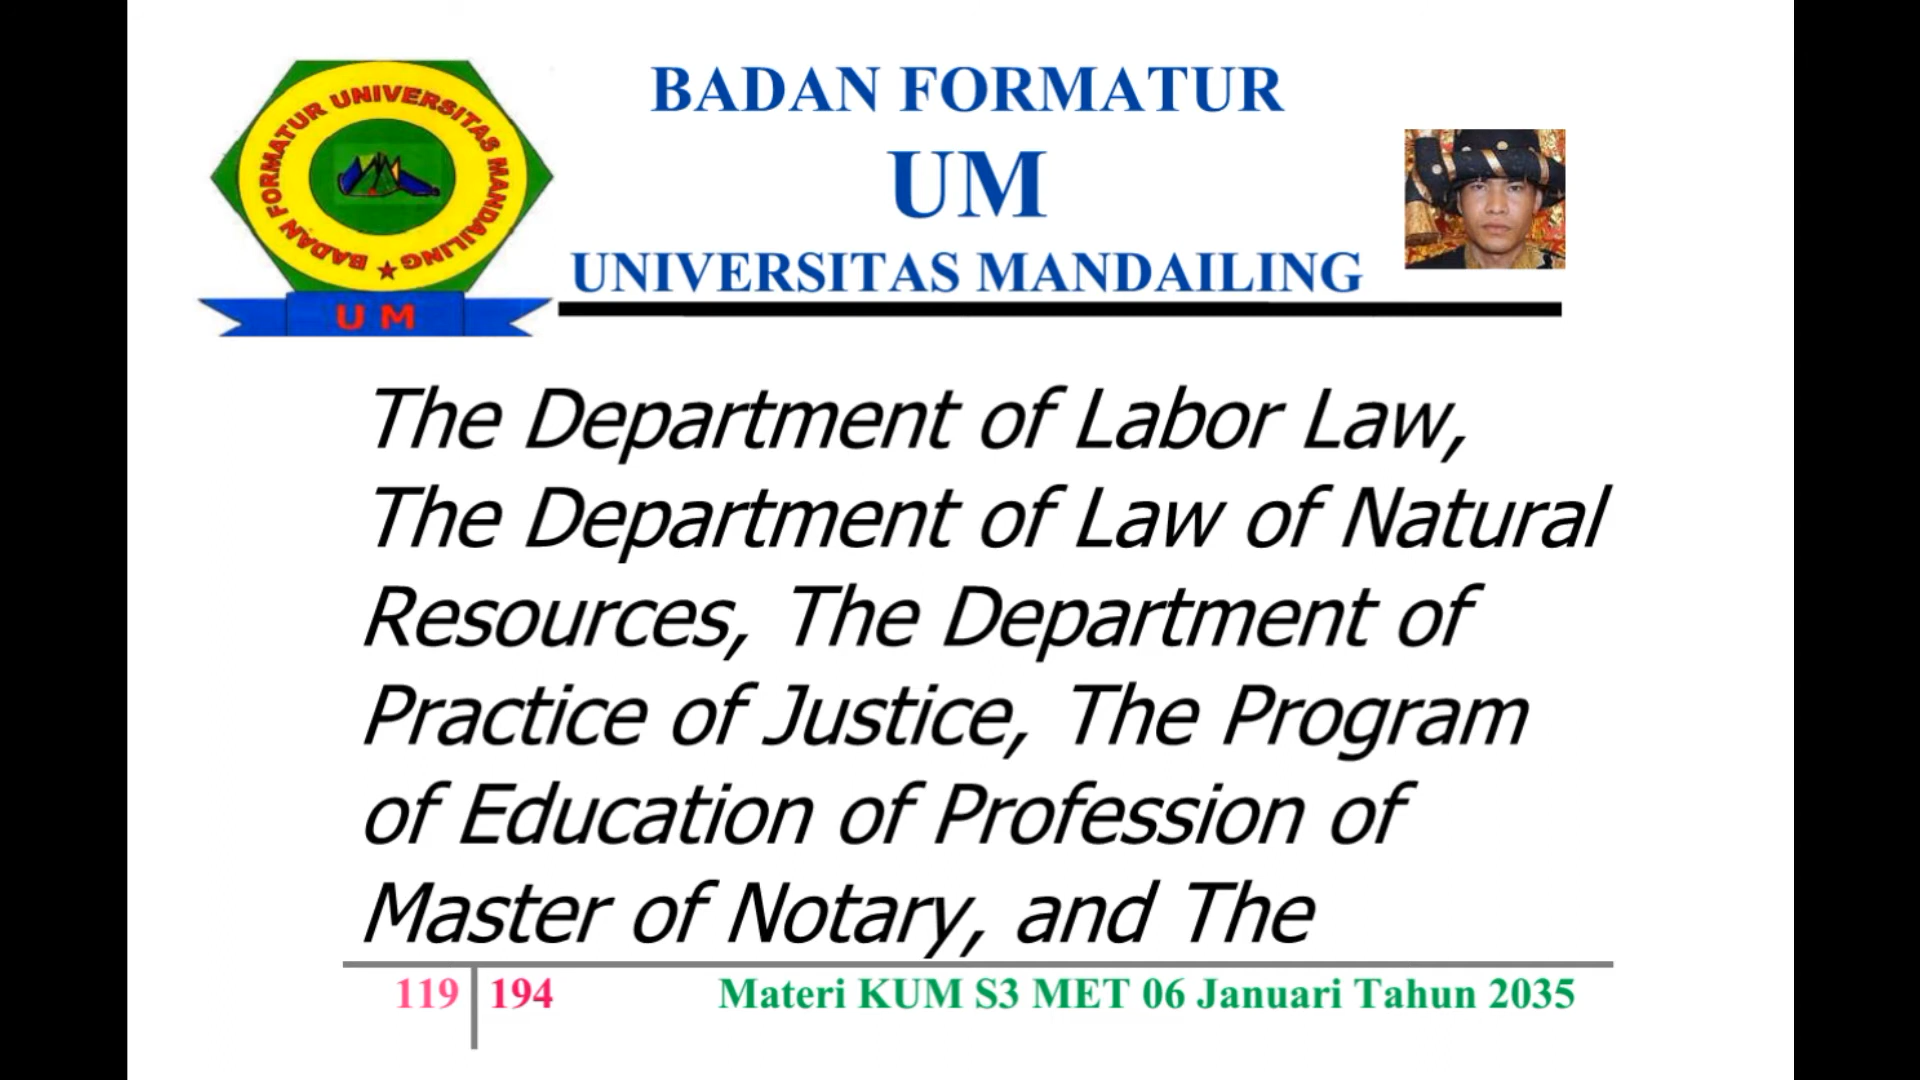 BADAN FORMATUR UNIVERSITAS MANDAILING
U M
BADAN FORMATUR
UM
UNIVERSITAS MANDAILING
The Department of Labor Law,
The Department of Law of Natural
Resources, The Department of
Practice of Justice, The Program
of Education of Profession of
Master of Notary, and The
119 194 Materi KUM S3 MET 06 Januari Tahun 2035